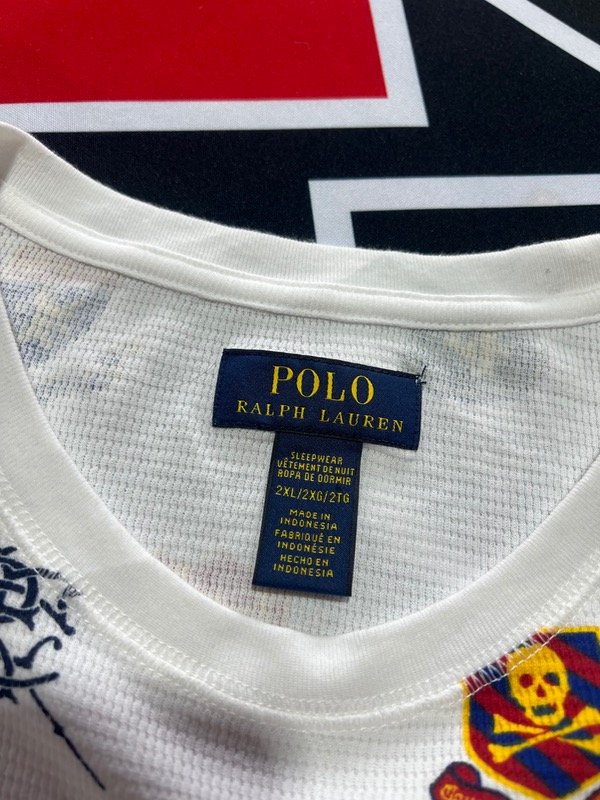 POLO
RALPH LAUREN
SLEEPWEAR
VÊTEMENT DE NUIT
ROPA DE DORMIR
2XL/2XG/2TG
MADE IN
INDONESIA
FABRIQUÉ EN
INDONÉSIE
HECHO EN
INDONESIA